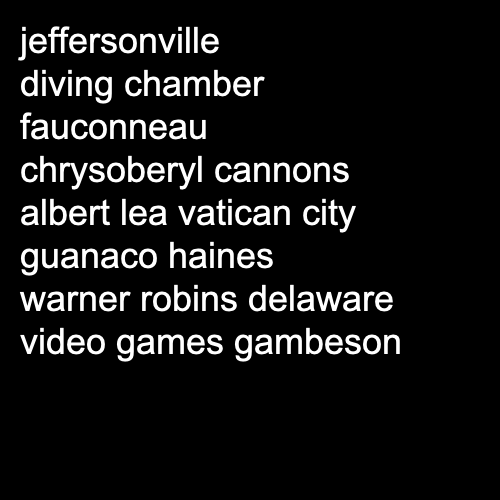 jeffersonville
diving chamber
fauconneau
chrysoberyl cannons
albert lea vatican city
guanaco haines
warner robins delaware
video games gambeson